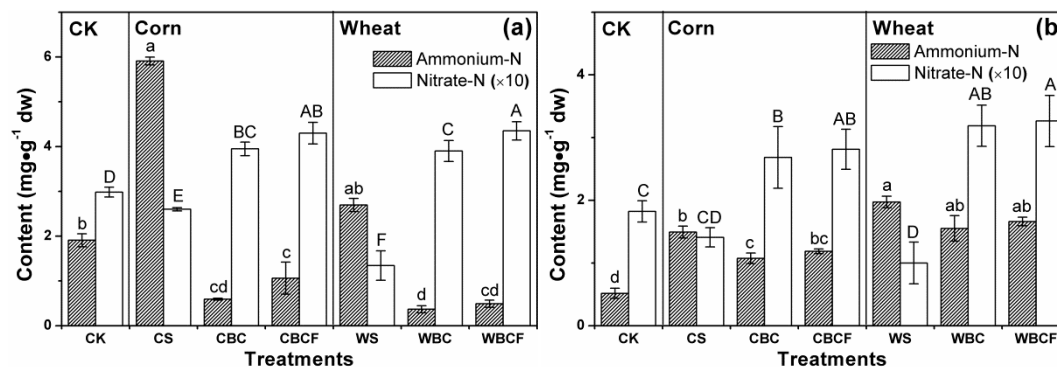 CK Corn Wheat (a)
Ammonium-N
Nitrate-N (×10)
Content (mg•g⁻¹ dw)
6
4
2
0
b D a E cd BC c AB ab F d C cd A
CK CS CBC CBCF WS WBC WBCF
Treatments
CK Corn Wheat (b)
Ammonium-N
Nitrate-N (×10)
Content (mg•g⁻¹ dw)
4
2
0
d C b CD c B bc AB a D ab AB ab A
CK CS CBC CBCF WS WBC WBCF
Treatments